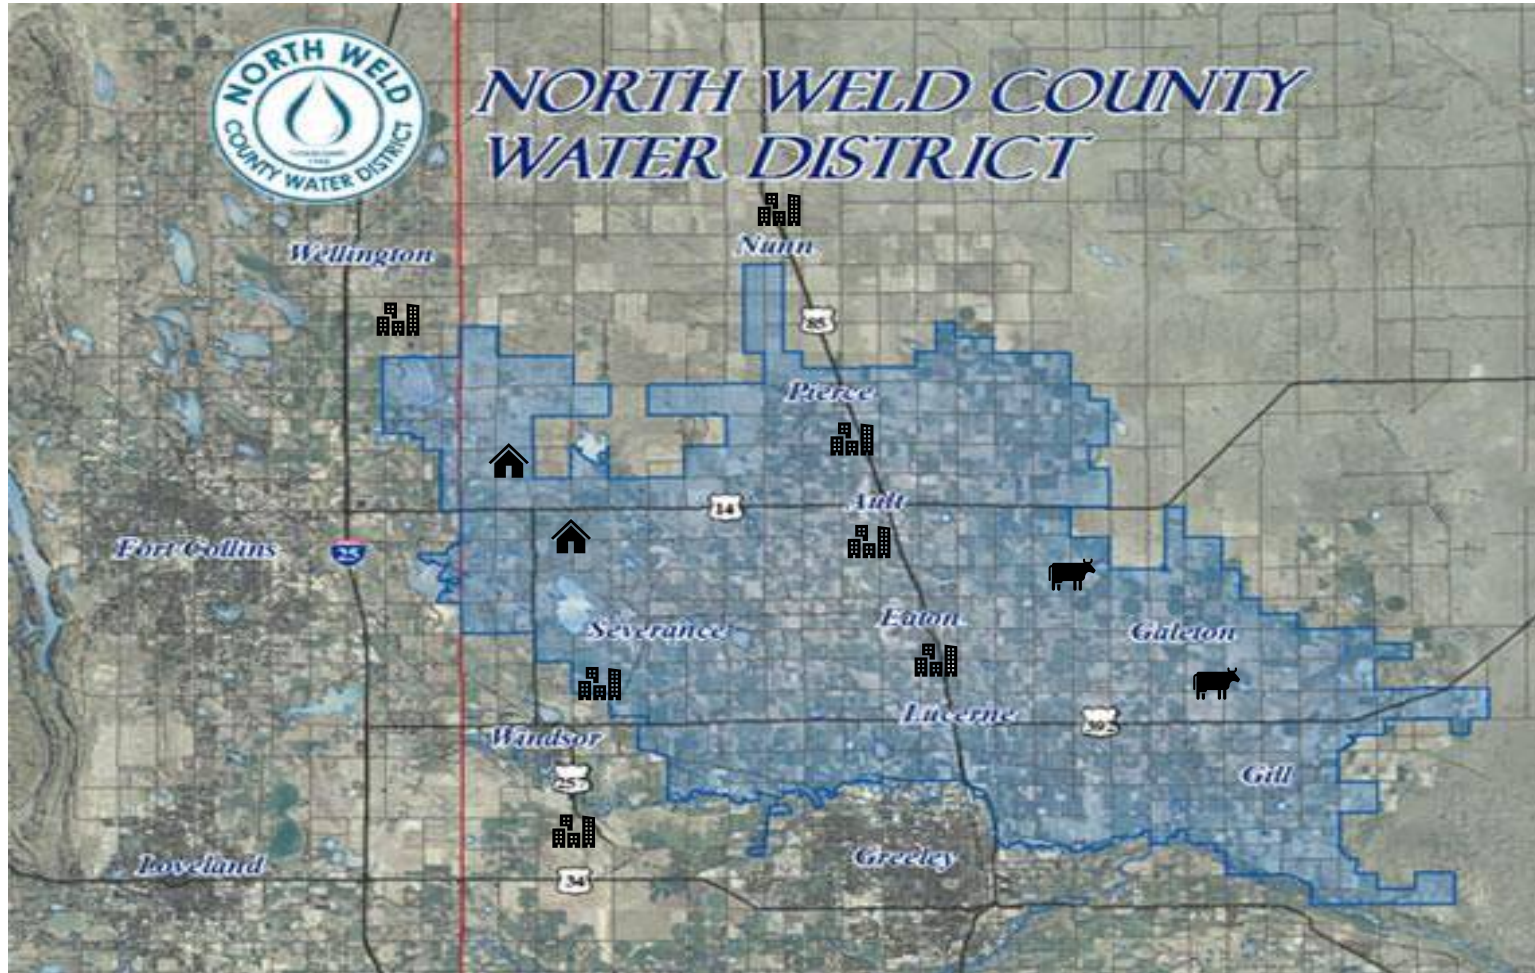 NORTH WELD
COUNTY WATER DISTRICT
NORTH WELD COUNTY
WATER DISTRICT
Nunn
Wellington
85
Pierce
14
Ault
Fort Collins
25
Severance
Eaton
Galeton
Lucerne
392
Windsor
257
Gill
Greeley
Loveland
34